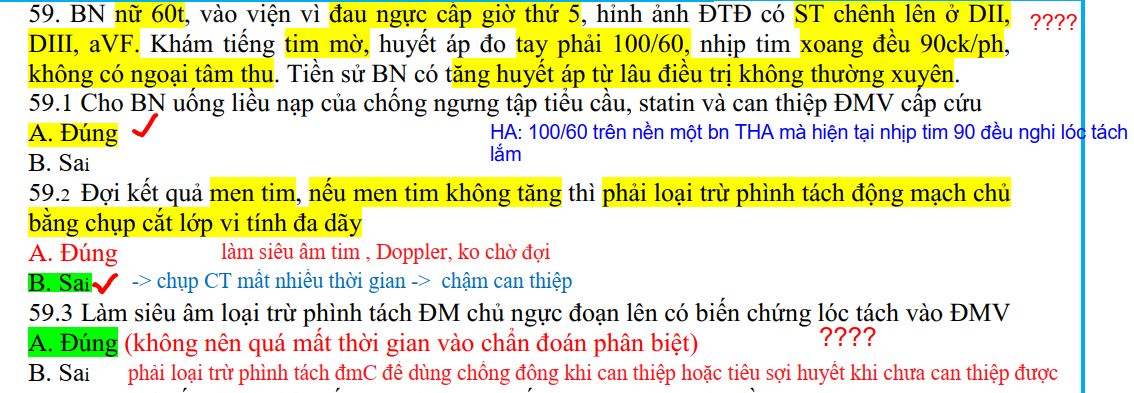 59. BN nữ 60t, vào viện vì đau ngực cấp giờ thứ 5, hình ảnh ĐTĐ có ST chênh lên ở DII, ????
DIII, aVF. Khám tiếng tim mờ, huyết áp đo tay phải 100/60, nhịp tim xoang đều 90ck/ph,
không có ngoại tâm thu. Tiền sử BN có tăng huyết áp từ lâu điều trị không thường xuyên.
59.1 Cho BN uống liều nạp của chống ngưng tập tiểu cầu, statin và can thiệp ĐMV cấp cứu
A. Đúng
HA: 100/60 trên nền một bn THA mà hiện tại nhịp tim 90 đều nghi lóc tách
lắm
B. Sai
59.2 Đợi kết quả men tim, nếu men tim không tăng thì phải loại trừ phình tách động mạch chủ
bằng chụp cắt lớp vi tính đa dãy
A. Đúng làm siêu âm tim , Doppler, ko chờ đợi
B. Sai -> chụp CT mất nhiều thời gian -> chậm can thiệp
59.3 Làm siêu âm loại trừ phình tách ĐM chủ ngực đoạn lên có biến chứng lóc tách vào ĐMV
A. Đúng (không nên quá mất thời gian vào chẩn đoán phân biệt) ????
B. Sai phải loại trừ phình tách đmC để dùng chống đông khi can thiệp hoặc tiêu sợi huyết khi chưa can thiệp được